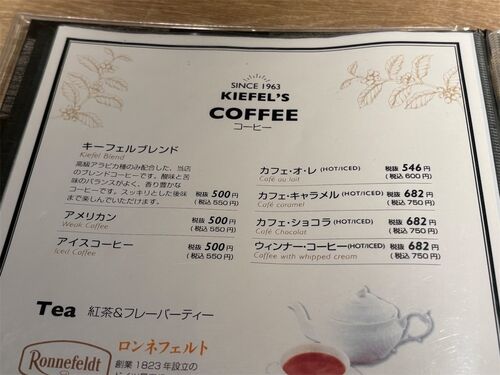 SINCE 1963
KIEFEL'S
COFFEE
コーヒー
キーフェルブレンド
Kiefel Blend
高級アラビカ種のみ配合した、当店
のブレンドコーヒーです。酸味と苦
味のバランスがよく、香り豊かな
コーヒーです。スッキリとした後味
まで楽しんでいただけます。
税抜 500円
(税込 550円)
アメリカン
Weak Coffee
税抜 500円
(税込 550円)
アイスコーヒー
Iced Coffee
税抜 500円
(税込 550円)
カフェ・オ・レ (HOT/ICED) 税抜 546円
Café au lait (税込 600円)
カフェ・キャラメル (HOT/ICED) 税抜 682円
Café caramel (税込 750円)
カフェ・ショコラ (HOT/ICED) 税抜 682円
Café Chocolat (税込 750円)
ウィンナー・コーヒー (HOT/ICED) 税抜 682円
Coffee with whipped cream (税込 750円)
Tea 紅茶&フレーバーティー
Ronnefeldt
ロンネフェルト
創業1823年設立の